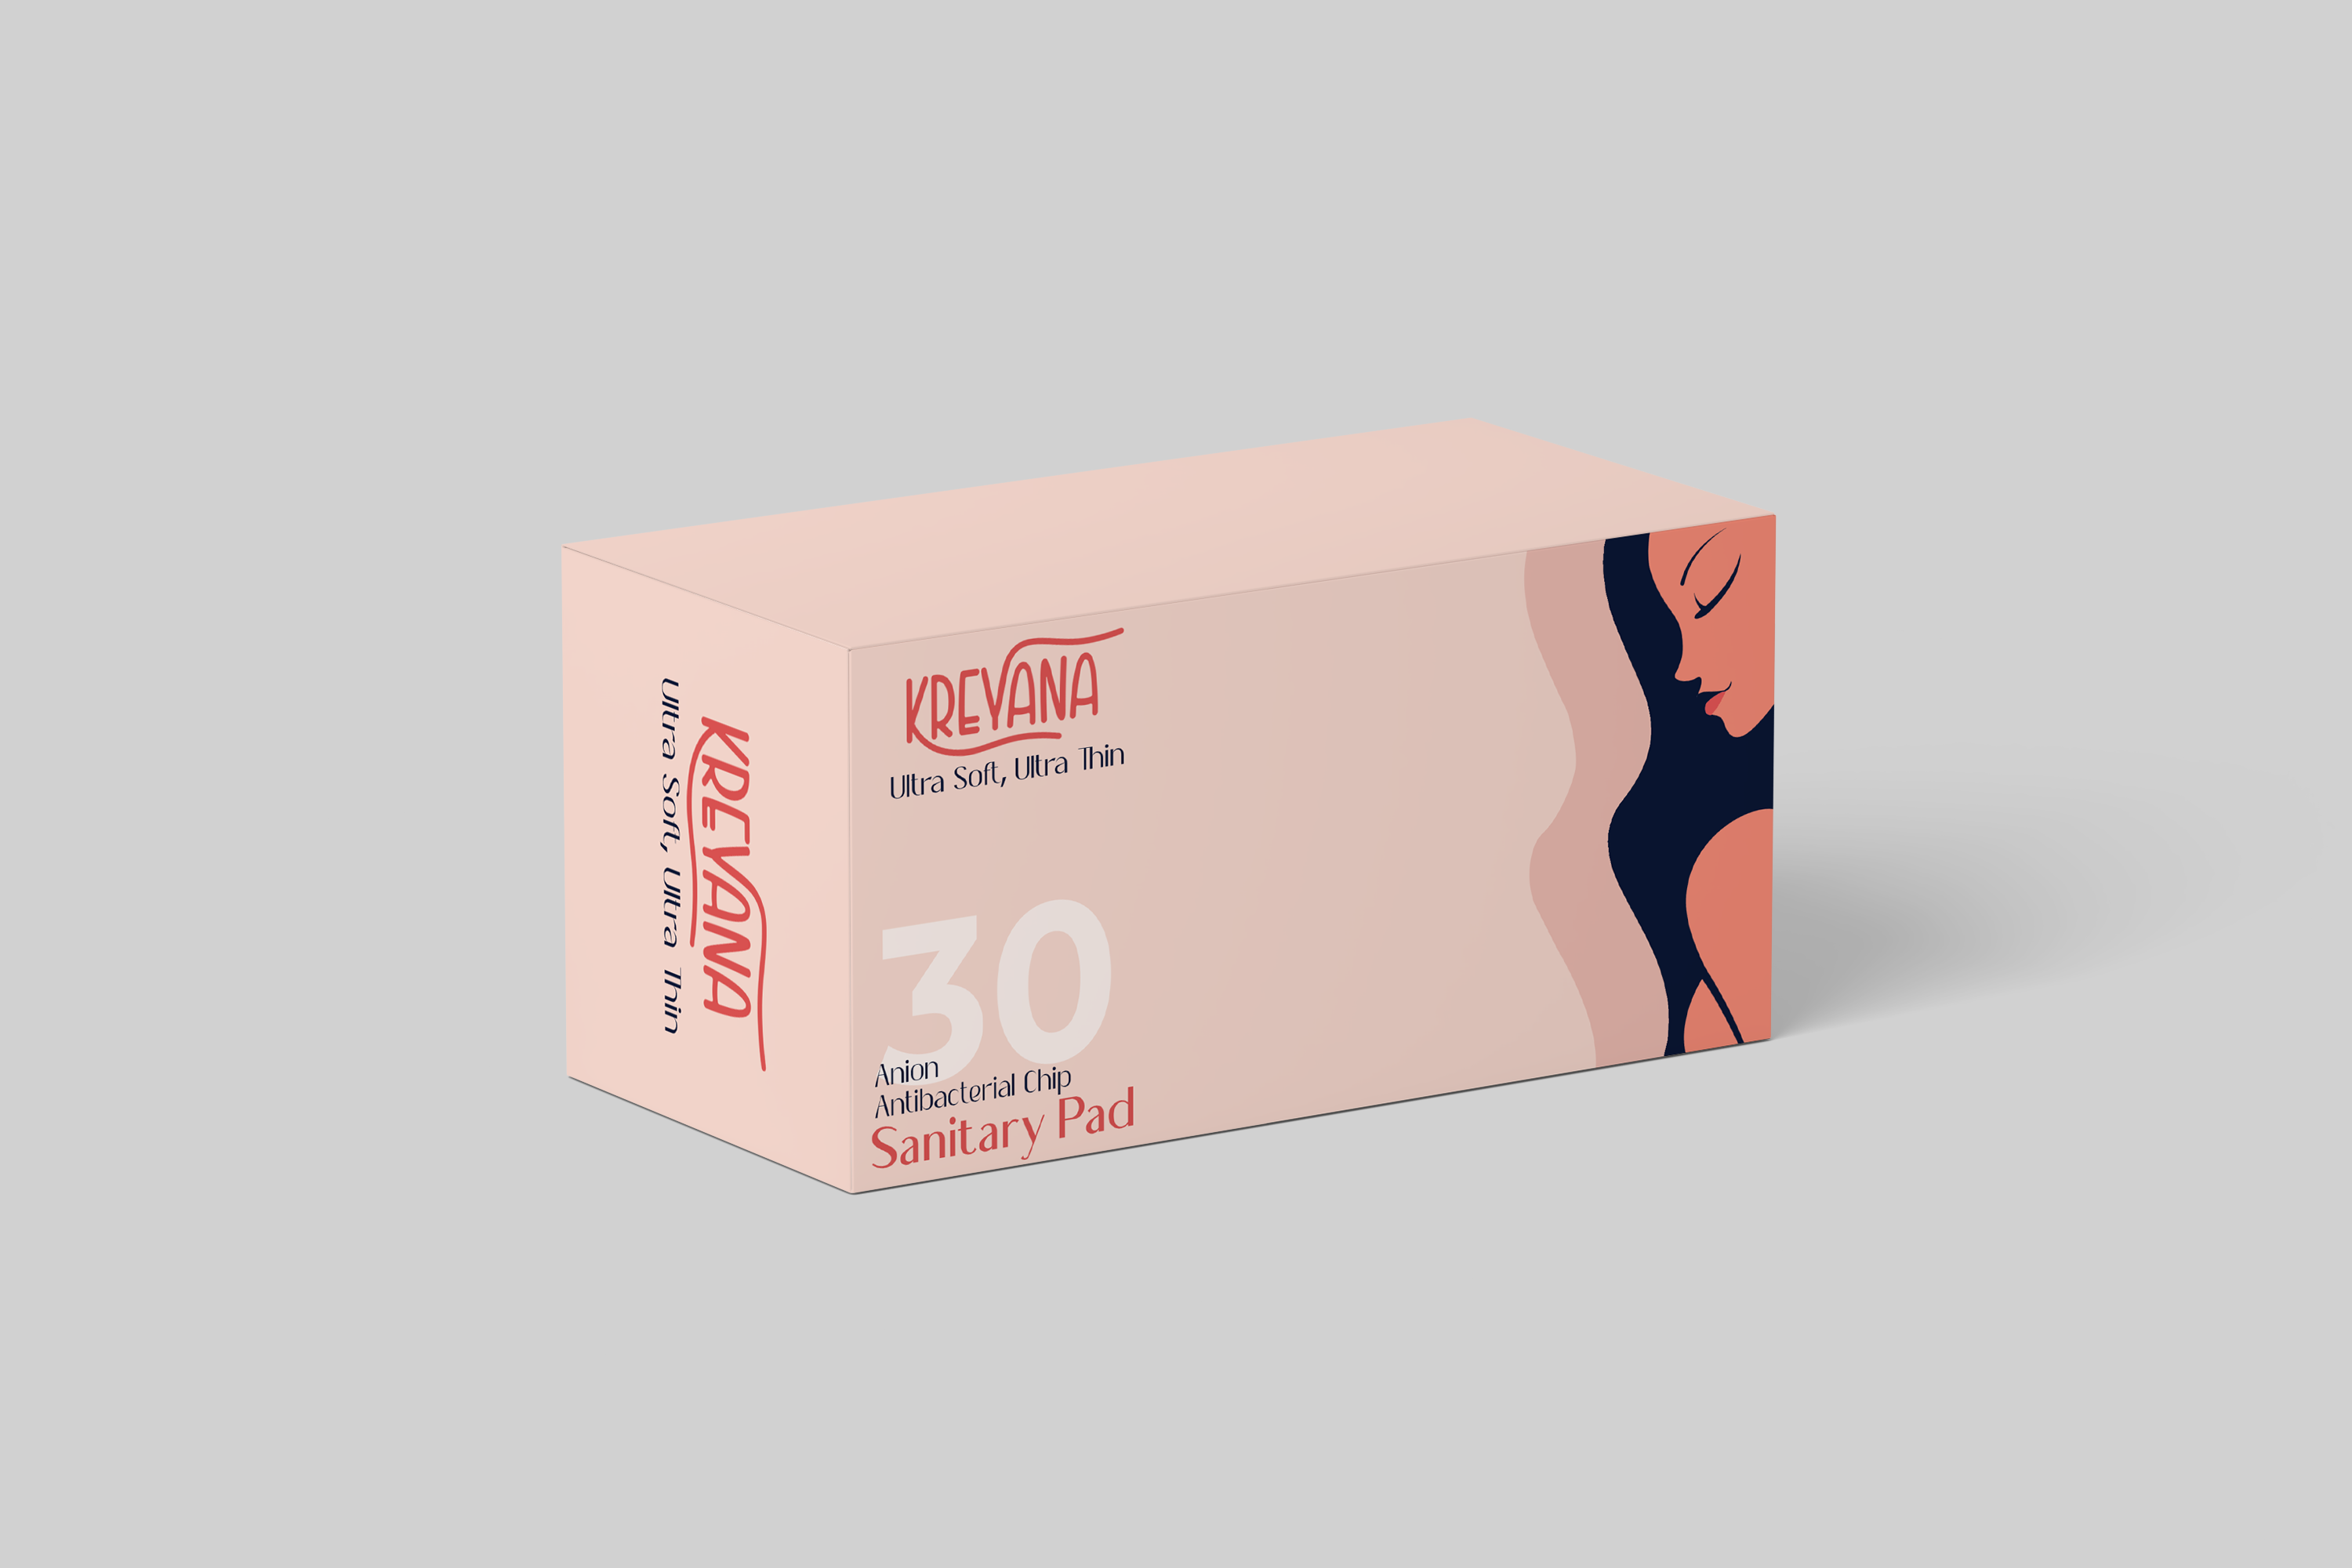 KREYANA
Ultra Soft, Ultra Thin
KREYANA
Ultra Soft, Ultra Thin
30
Anion
Antibacterial Chip
Sanitary Pad